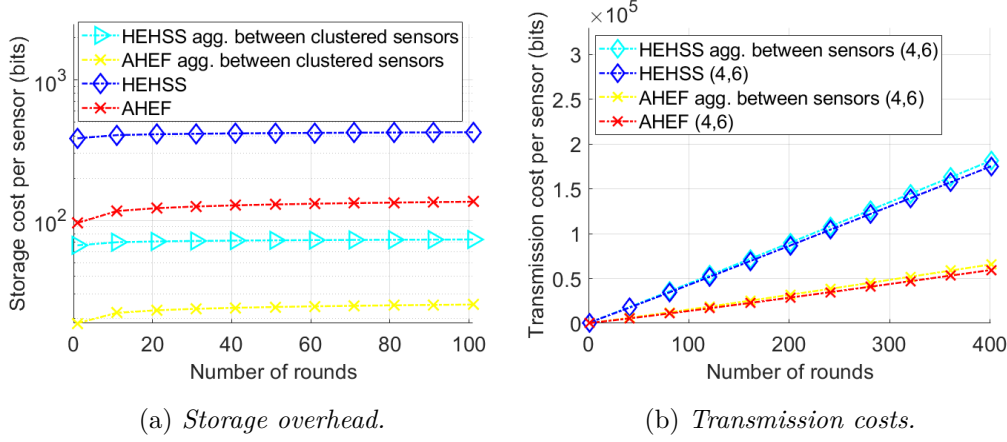 Storage cost per sensor (bits)
10^3
10^2
HEHSS agg. between clustered sensors
AHEF agg. between clustered sensors
HEHSS
AHEF
0 20 40 60 80 100
Number of rounds
(a) Storage overhead.
Transmission cost per sensor (bits)
×10^5
3
2.5
2
1.5
1
0.5
0
HEHSS agg. between sensors (4,6)
HEHSS (4,6)
AHEF agg. between sensors (4,6)
AHEF (4,6)
0 100 200 300 400
Number of rounds
(b) Transmission costs.